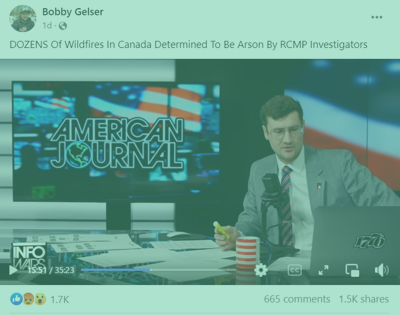 Bobby Gelser
1d
DOZENS Of Wildfires In Canada Determined To Be Arson By RCMP Investigators
AMERICAN
JOURNAL
INFO
WARS
15:51 / 35:23
CC
1.7K
665 comments 1.5K shares